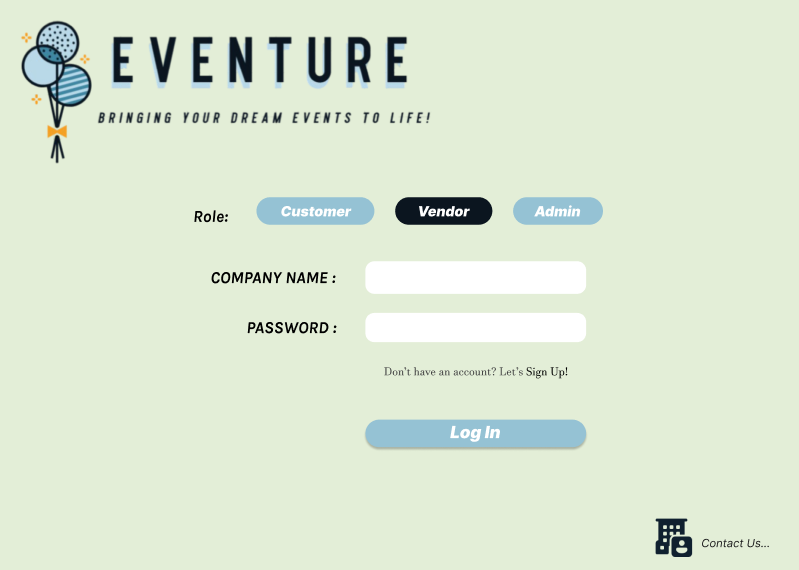 EVENTURE
BRINGING YOUR DREAM EVENTS TO LIFE!
Role: Customer Vendor Admin
COMPANY NAME :
PASSWORD :
Don't have an account? Let's Sign Up!
Log In
Contact Us...